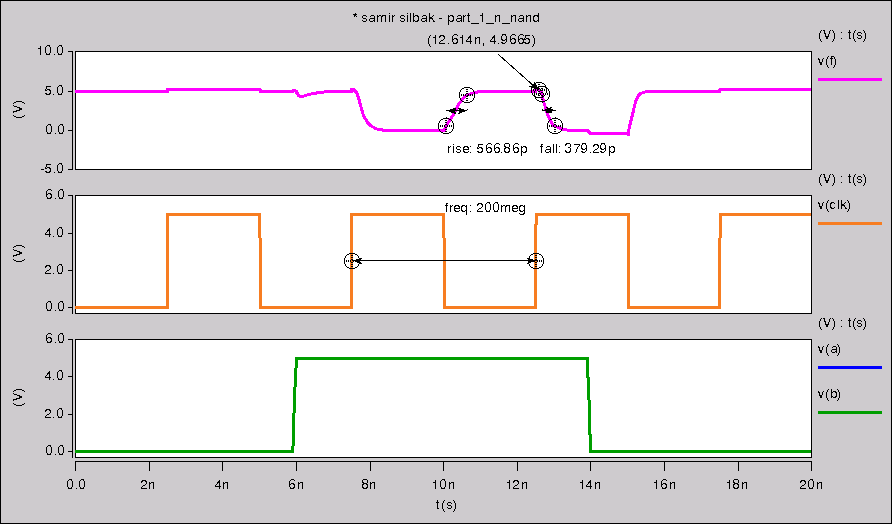 * samir silbak - part_1_n_nand
(12.614n, 4.9665)
(V) : t(s)
v(f)
10.0
5.0
0.0
-5.0
(V)
rise: 566.86p
fall: 379.29p
(V) : t(s)
v(clk)
6.0
4.0
2.0
0.0
(V)
freq: 200meg
(V) : t(s)
v(a)
v(b)
6.0
4.0
2.0
0.0
(V)
0.0 2n 4n 6n 8n 10n 12n 14n 16n 18n 20n
t(s)